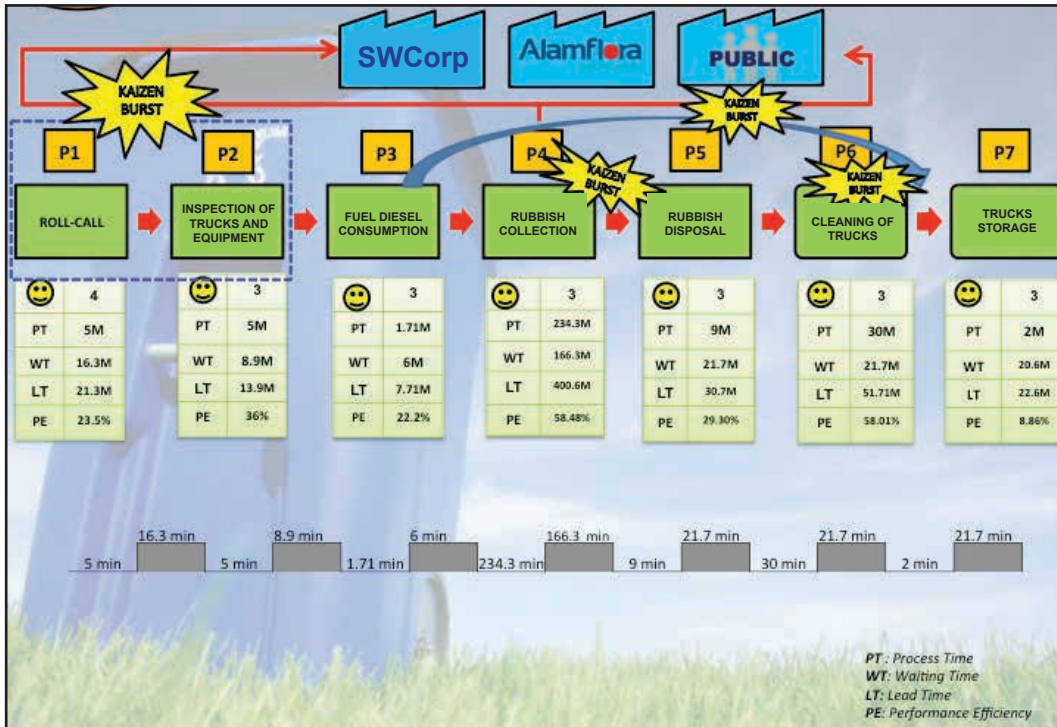 SWCorp
Alamflora
PUBLIC
KAIZEN
BURST
KAIZEN
BURST
P1
P2
P3
P4
P5
P6
P7
KAIZEN
BURST
KAIZEN
BURST
ROLL-CALL
INSPECTION OF
TRUCKS AND
EQUIPMENT
FUEL DIESEL
CONSUMPTION
RUBBISH
COLLECTION
RUBBISH
DISPOSAL
CLEANING OF
TRUCKS
TRUCKS
STORAGE
4
PT 5M
WT 16.3M
LT 21.3M
PE 23.5%
3
PT 5M
WT 8.9M
LT 13.9M
PE 36%
3
PT 1.71M
WT 6M
LT 7.71M
PE 22.2%
3
PT 234.3M
WT 166.3M
LT 400.6M
PE 58.48%
3
PT 9M
WT 21.7M
LT 30.7M
PE 29.30%
3
PT 30M
WT 21.7M
LT 51.71M
PE 58.01%
3
PT 2M
WT 20.6M
LT 22.6M
PE 8.86%
16.3 min 8.9 min 6 min 166.3 min 21.7 min 21.7 min 21.7 min
5 min 5 min 1.71 min 234.3 min 9 min 30 min 2 min
PT : Process Time
WT: Waiting Time
LT: Lead Time
PE: Performance Efficiency